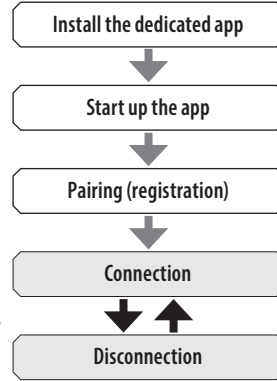 Install the dedicated app
Start up the app
Pairing (registration)
Connection
Disconnection